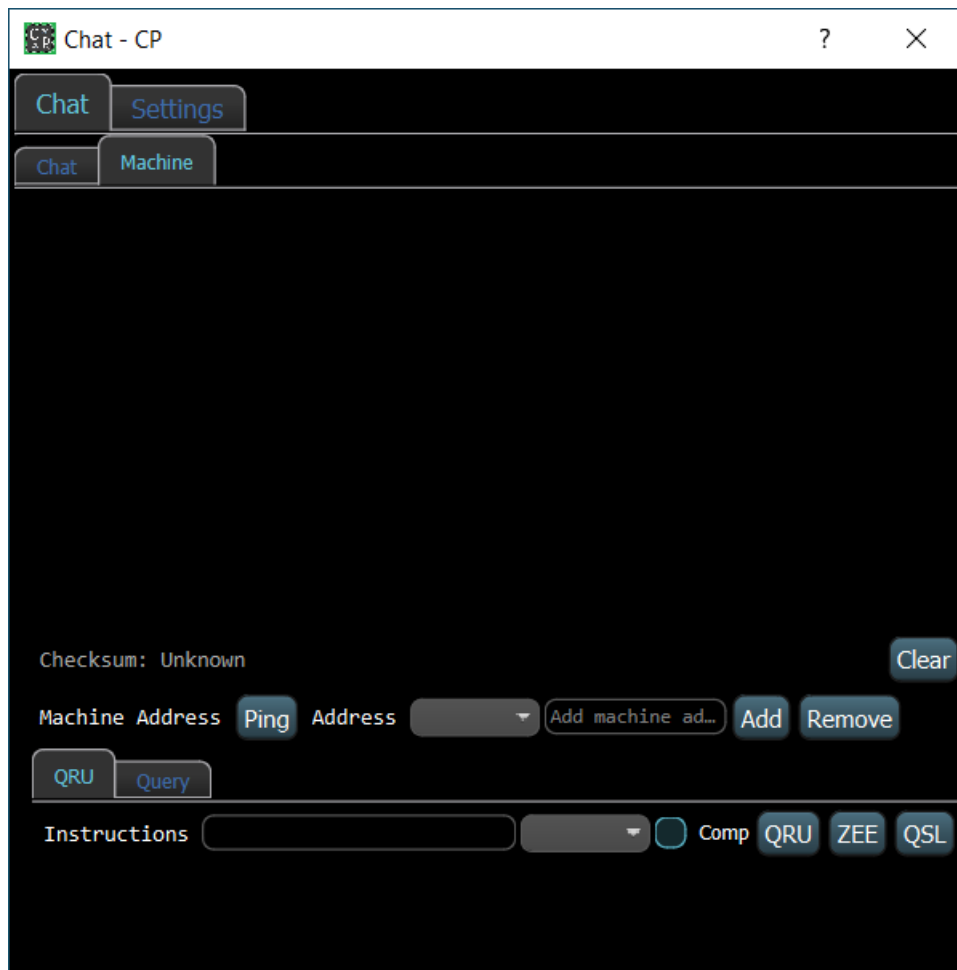 Chat - CP ?
Chat Settings
Chat Machine
Checksum: Unknown Clear
Machine Address Ping Address Add machine ad… Add Remove
QRU Query
Instructions Comp QRU ZEE QSL